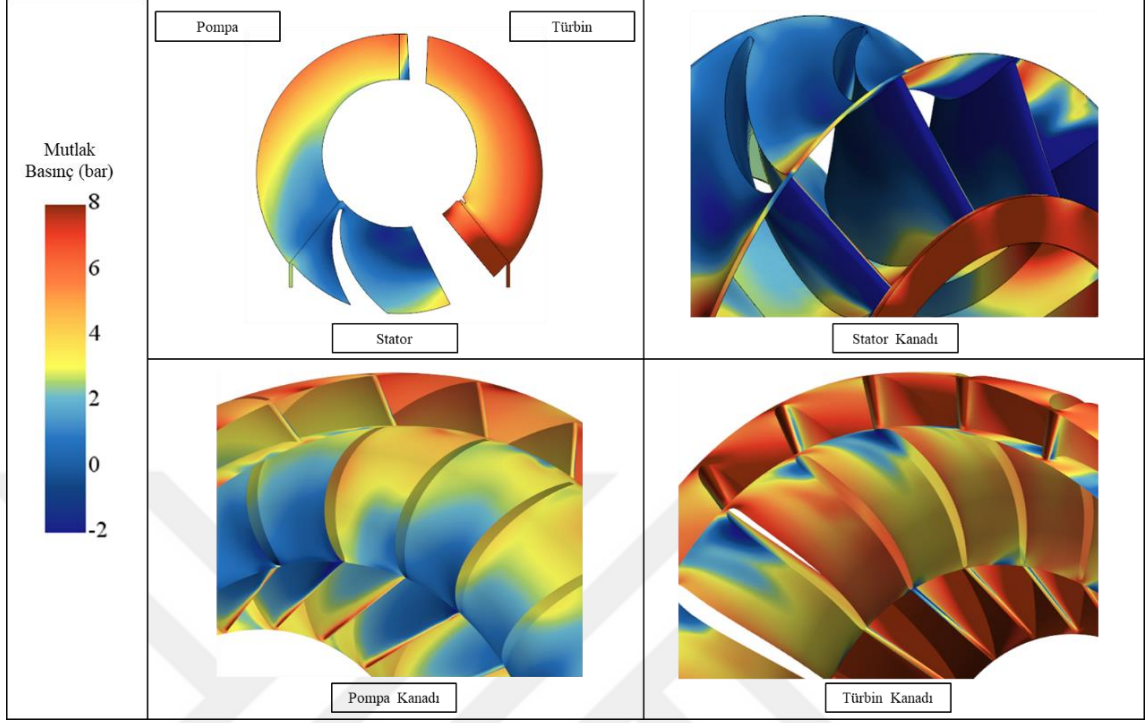 Pompa
Türbin
Mutlak
Basınç (bar)
8
6
4
2
0
-2
Stator
Stator Kanadı
Pompa Kanadı
Türbin Kanadı